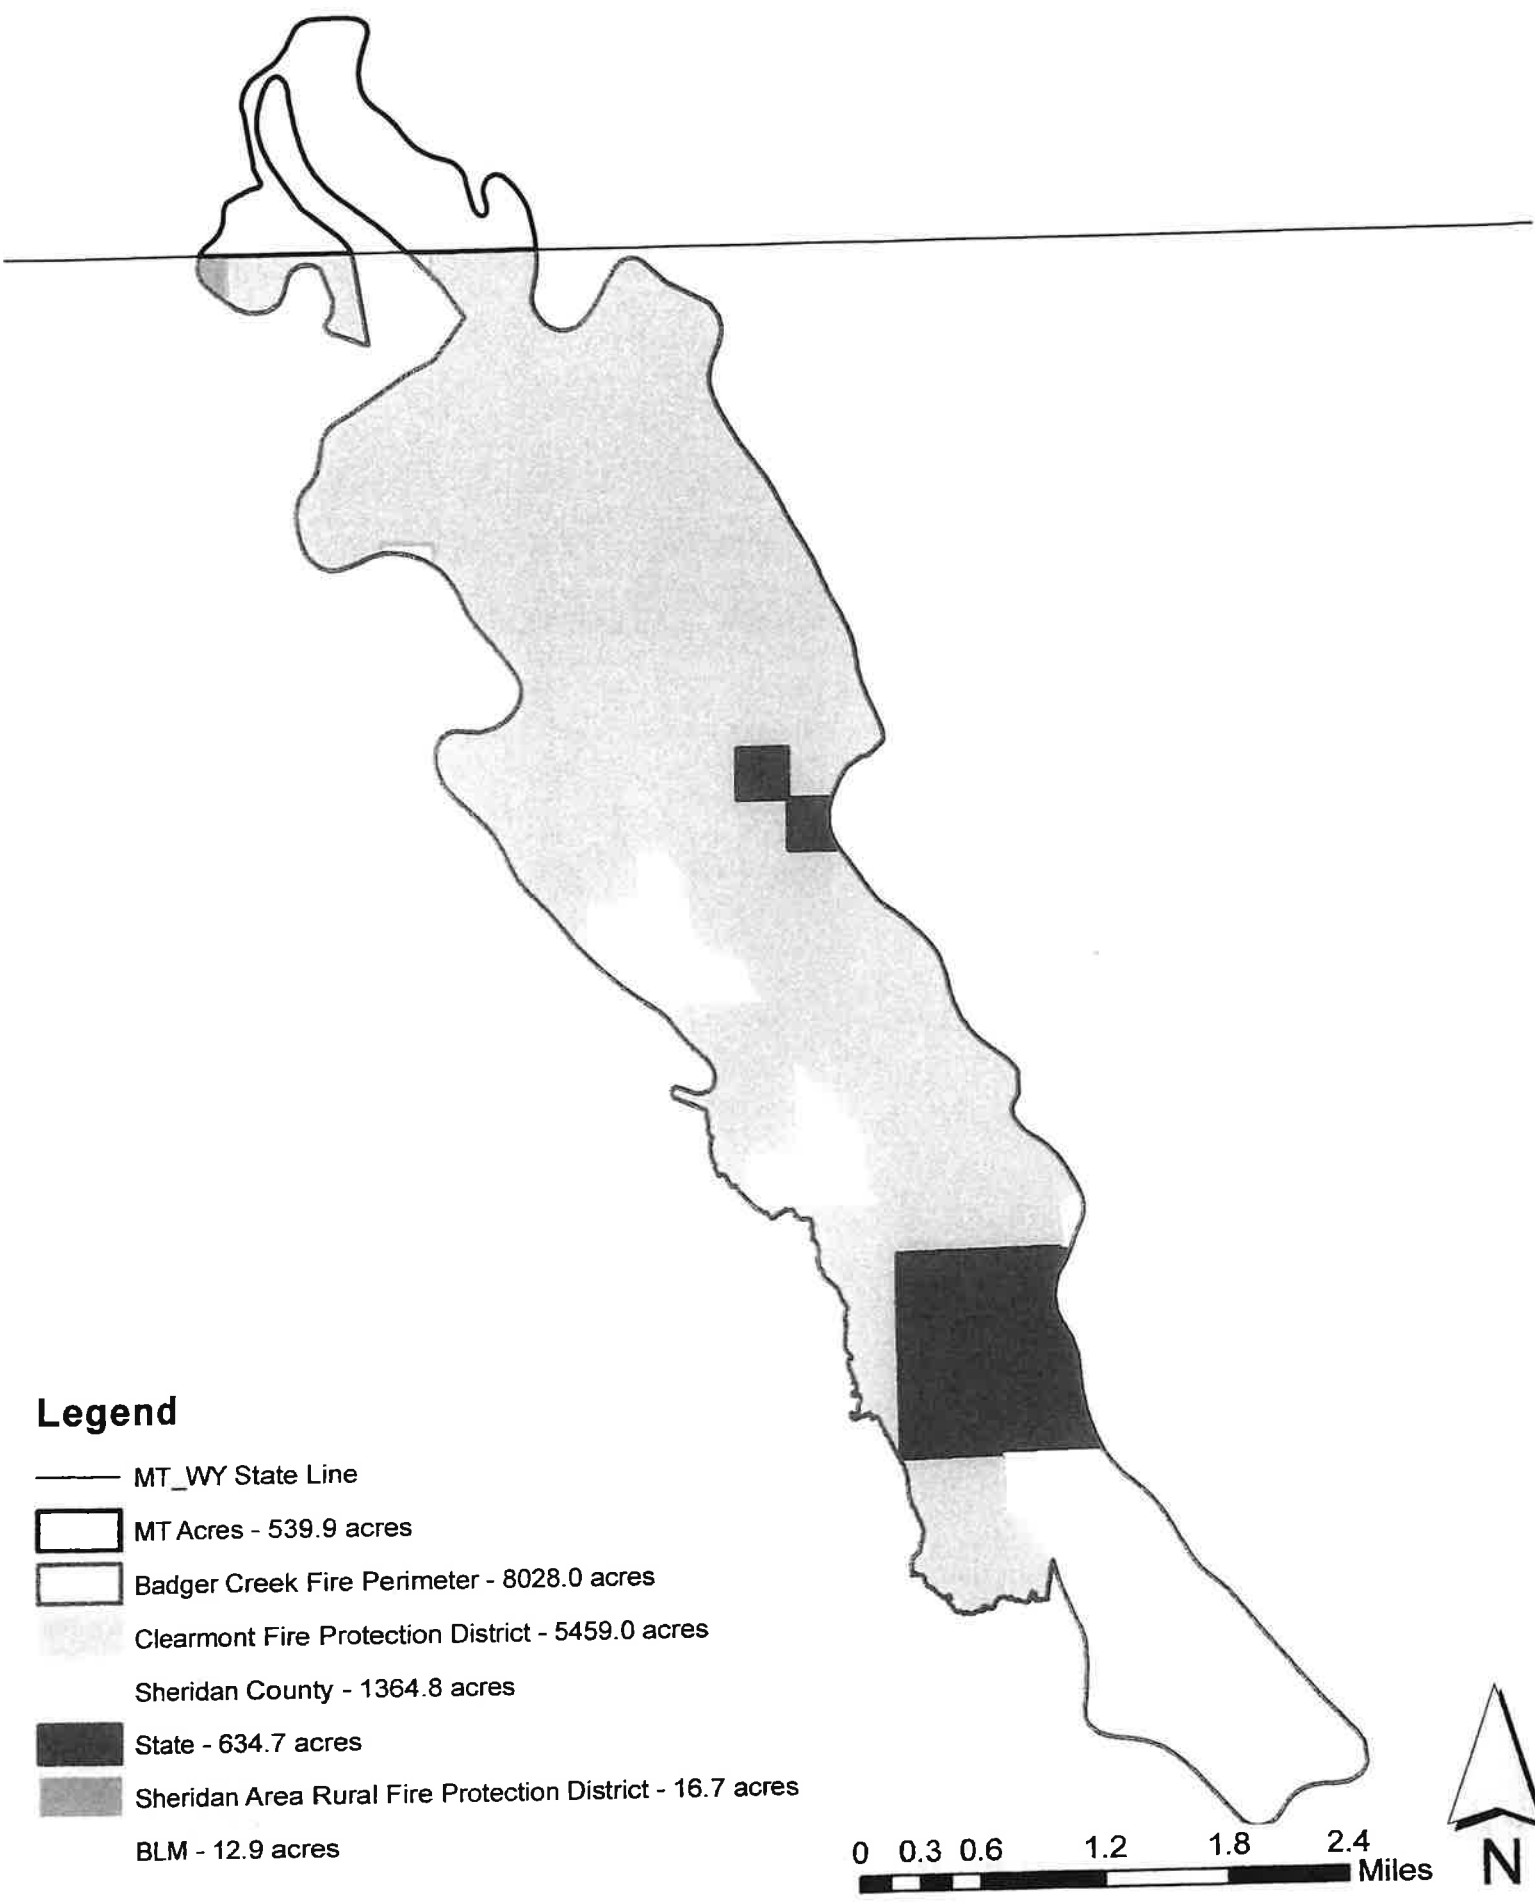 Legend
MT_WY State Line
MT Acres - 539.9 acres
Badger Creek Fire Perimeter - 8028.0 acres
Clearmont Fire Protection District - 5459.0 acres
Sheridan County - 1364.8 acres
State - 634.7 acres
Sheridan Area Rural Fire Protection District - 16.7 acres
BLM - 12.9 acres
0 0.3 0.6 1.2 1.8 2.4
Miles
N